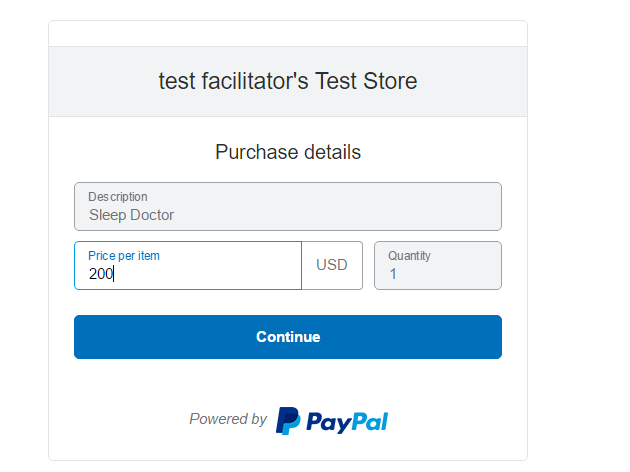 test facilitator's Test Store
Purchase details
Description
Sleep Doctor
Price per item
200
USD
Quantity
1
Continue
Powered by PayPal